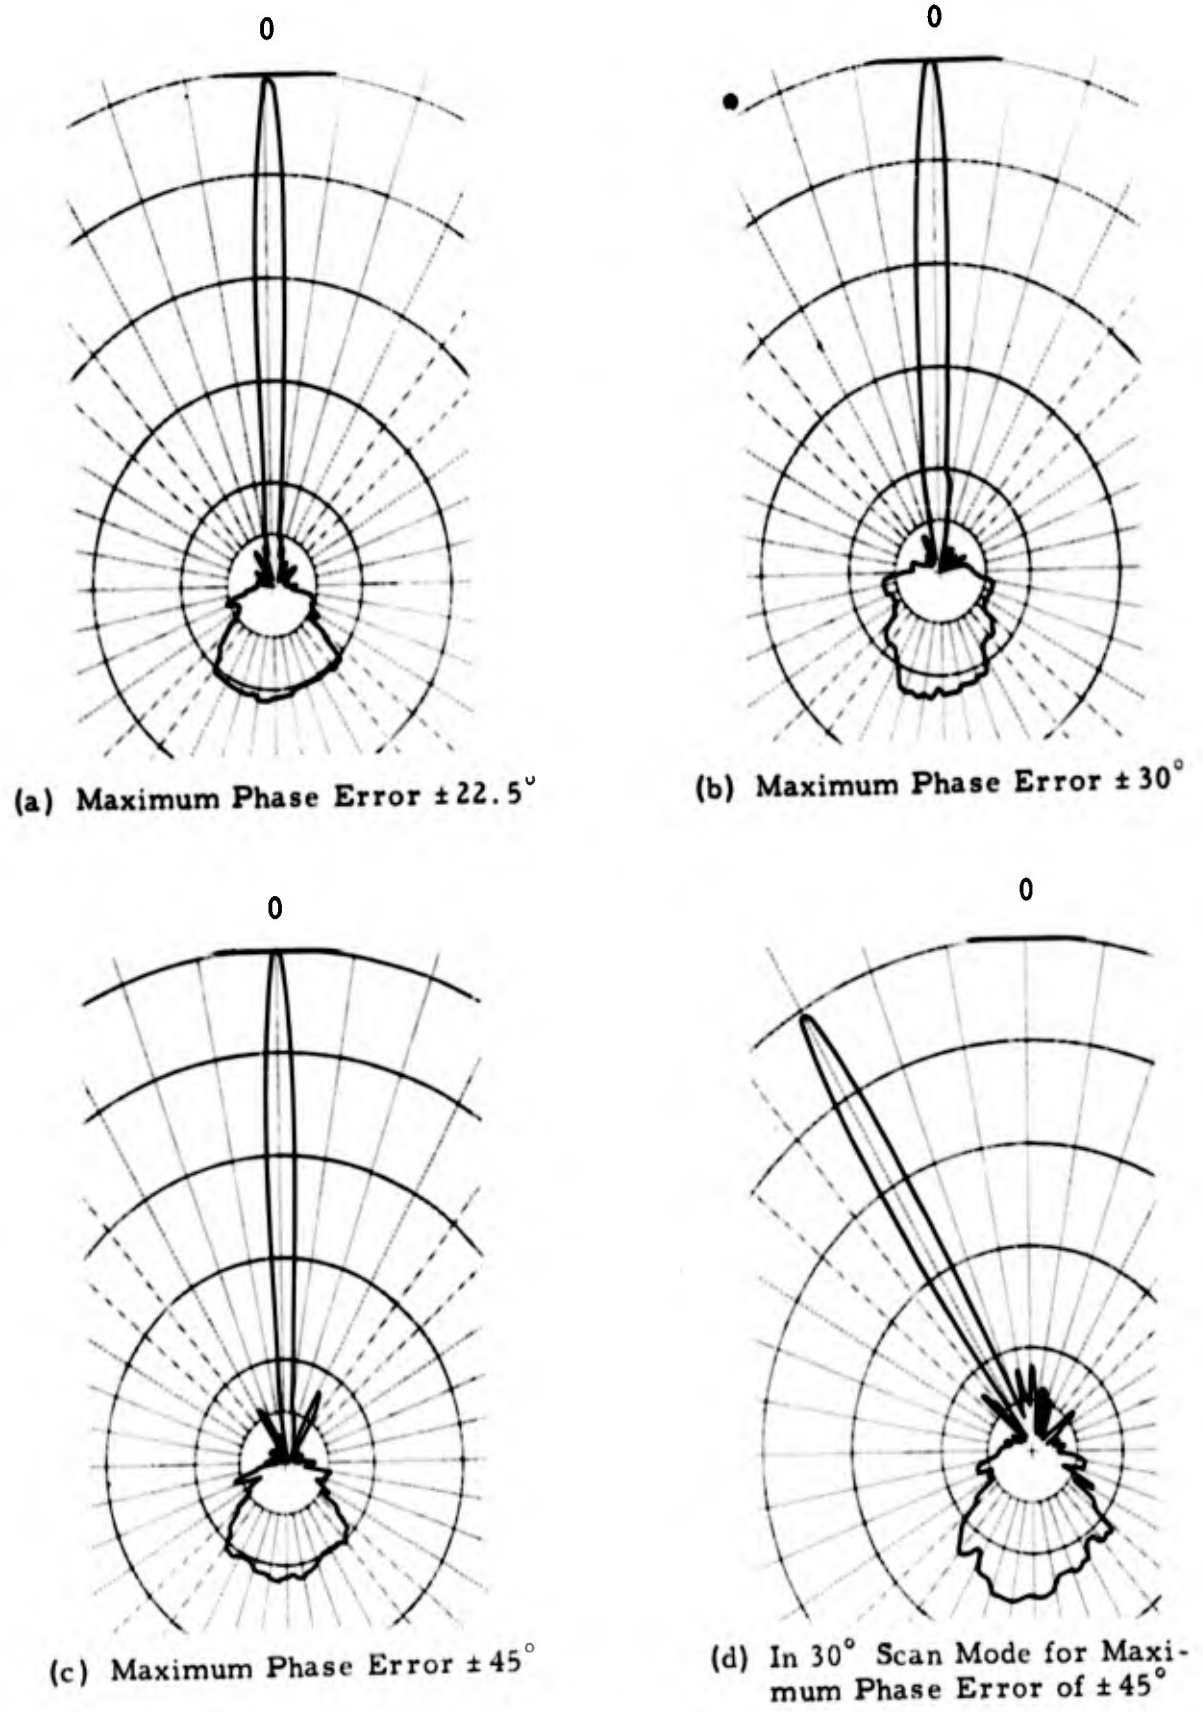 0
0
(a) Maximum Phase Error ±22.5°
(b) Maximum Phase Error ±30°
0
0
(c) Maximum Phase Error ±45°
(d) In 30° Scan Mode for Maxi-
mum Phase Error of ±45°